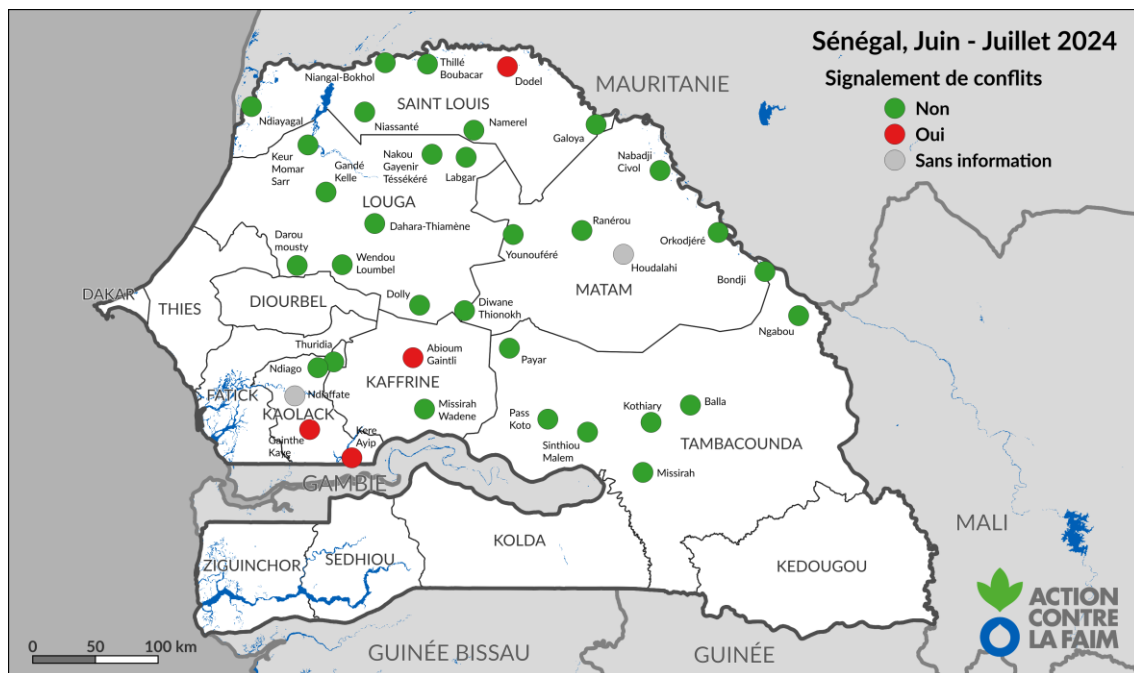 Sénégal, Juin - Juillet 2024
Signalement de conflits
Non
Oui
Sans information
MAURITANIE
Niangal-Bokhol
Thillé
Boubacar
Dodel
SAINT LOUIS
Ndiayagal
Niassanté
Namerel
Galoya
Keur
Momar
Sarr
Gandé
Kelle
Nakou
Gayenir
Téssékéré
Labgar
Nabadji
Civol
LOUGA
Dahara-Thiamène
Ranérou
Younouféré
Orkodjéré
Houdalahi
Darou
mousty
Wendou
Loumbel
Bondji
MATAM
DAKAR
THIES
DIOURBEL
Dolly
Diwane
Thionokh
Ngabou
Thuridia
Ndiago
Abioum
Gaintli
Payar
KAFFRINE
FATICK
Ndiaffate
KAOLACK
Missirah
Wadene
Balla
Kothiary
Pass
Koto
Sinthiou
Malem
TAMBACOUNDA
Gainthe
Kaye
Kere
Ayip
Missirah
GAMBIE
MALI
KOLDA
ZIGUINCHOR
SEDHIOU
KEDOUGOU
GUINÉE BISSAU
GUINÉE
0 50 100 km
ACTION
CONTRE
LA FAIM